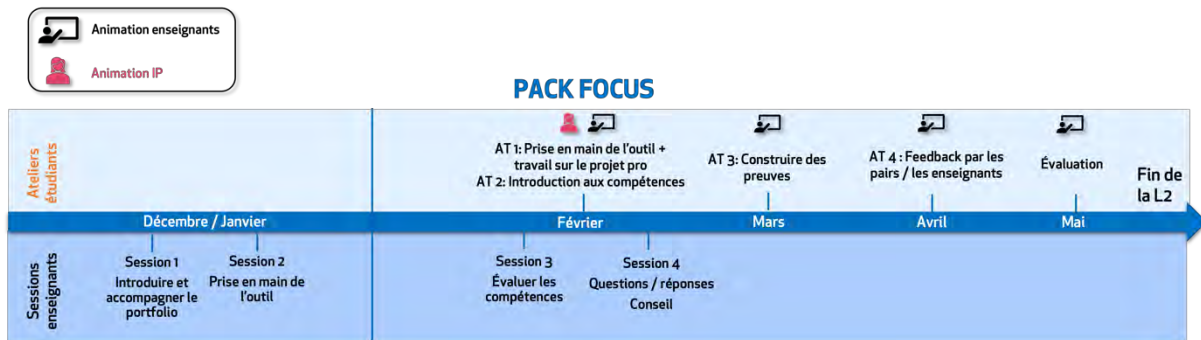 Animation enseignants
Animation IP
PACK FOCUS
Ateliers
étudiants
AT 1: Prise en main de l'outil +
travail sur le projet pro
AT 2: Introduction aux compétences
AT 3: Construire des
preuves
AT 4 : Feedback par les
pairs / les enseignants
Évaluation
Fin de
la L2
Décembre / Janvier
Février
Mars
Avril
Mai
Sessions
enseignants
Session 1
Introduire et
accompagner le
portfolio
Session 2
Prise en main de
l'outil
Session 3
Évaluer les
compétences
Session 4
Questions / réponses
Conseil